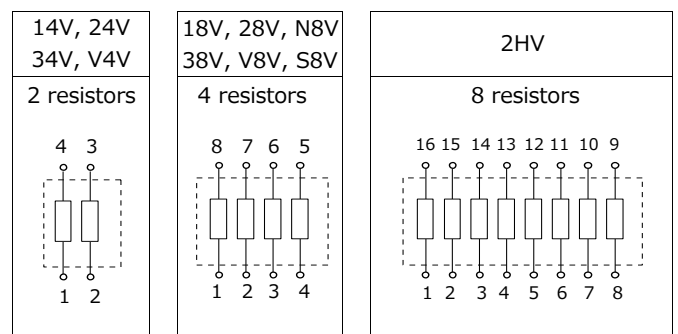 14V, 24V
34V, V4V
2 resistors
4 3
1 2
18V, 28V, N8V
38V, V8V, S8V
4 resistors
8 7 6 5
1 2 3 4
2HV
8 resistors
16 15 14 13 12 11 10 9
1 2 3 4 5 6 7 8